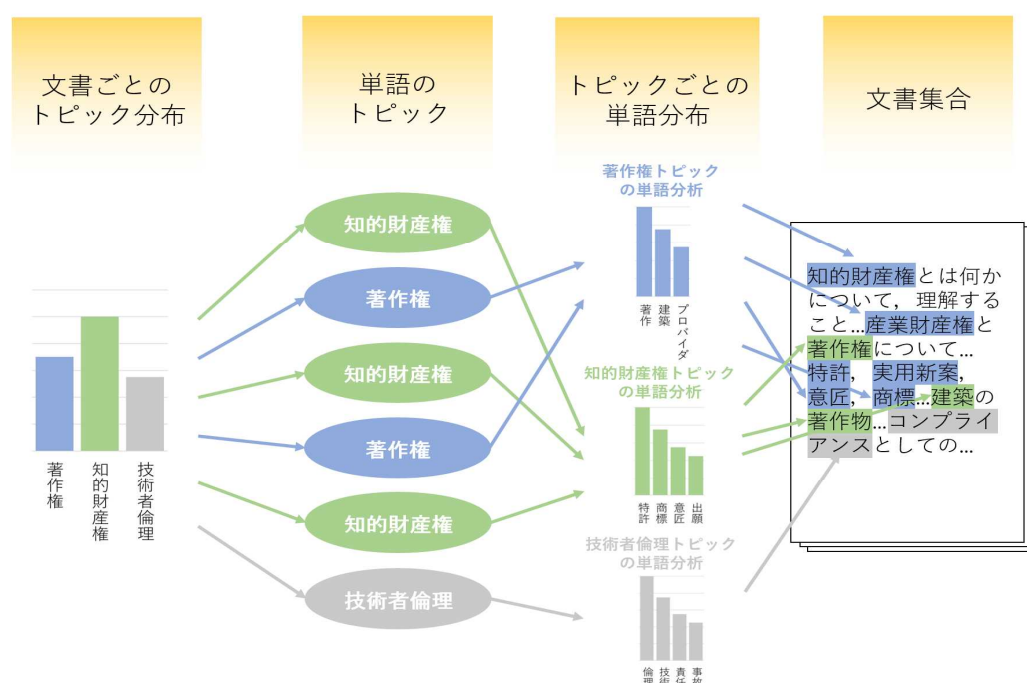 文書ごとの
トピック分布
単語の
トピック
トピックごとの
単語分布
文書集合
著作権
知的財産権
技術者倫理
知的財産権
著作権
知的財産権
著作権
知的財産権
技術者倫理
著作権トピック
の単語分析
著作
建築
プロバイダ
知的財産権トピック
の単語分析
特許
商標
意匠
出願
技術者倫理トピック
の単語分析
倫理
技術
責任
事故
知的財産権とは何か
について，理解する
こと...産業財産権と
著作権について...
特許，実用新案，
意匠，商標...建築の
著作物...コンプライ
アンスとしての...